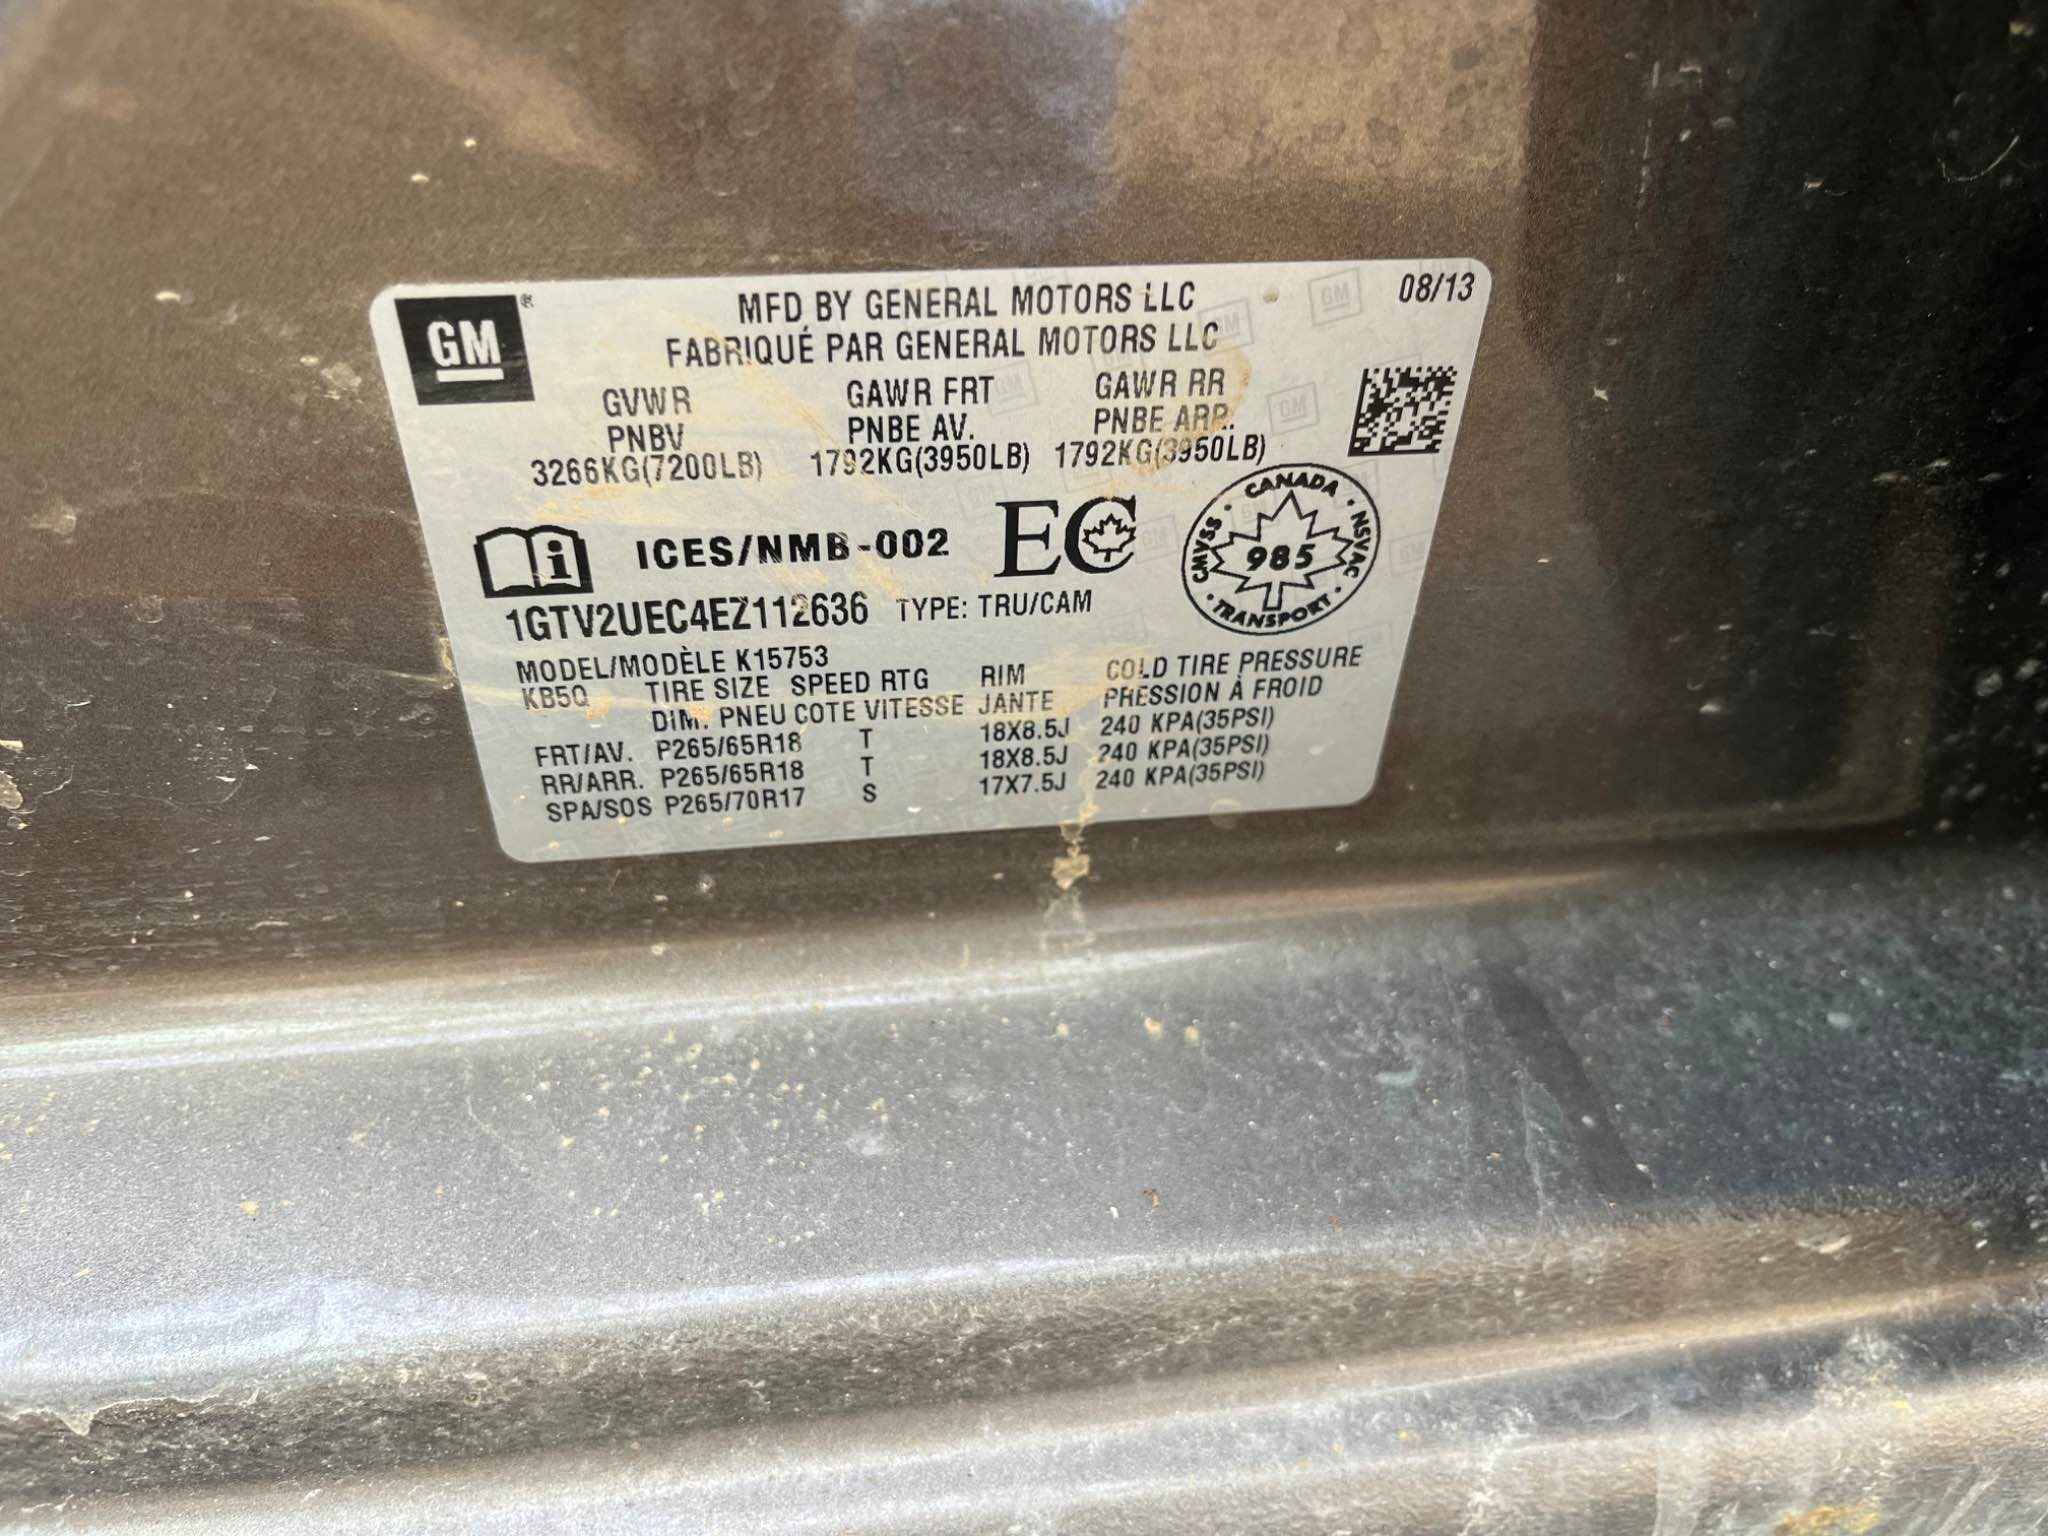 GM®
MFD BY GENERAL MOTORS LLC
08/13
FABRIQUÉ PAR GENERAL MOTORS LLC
GVWR GAWR FRT GAWR RR
PNBV PNBE AV. PNBE ARR.
3266KG(7200LB) 1792KG(3950LB) 1792KG(3950LB)
i ICES/NMB-002 EC
CANADA
CMVSS · 985 · NSVAC
TRANSPORT
1GTV2UEC4EZ112636 TYPE: TRU/CAM
MODEL/MODÈLE K15753
KB5Q TIRE SIZE SPEED RTG RIM COLD TIRE PRESSURE
DIM. PNEU COTE VITESSE JANTE PRESSION À FROID
FRT/AV. P265/65R18 T 18X8.5J 240 KPA(35PSI)
RR/ARR. P265/65R18 T 18X8.5J 240 KPA(35PSI)
SPA/SOS P265/70R17 S 17X7.5J 240 KPA(35PSI)